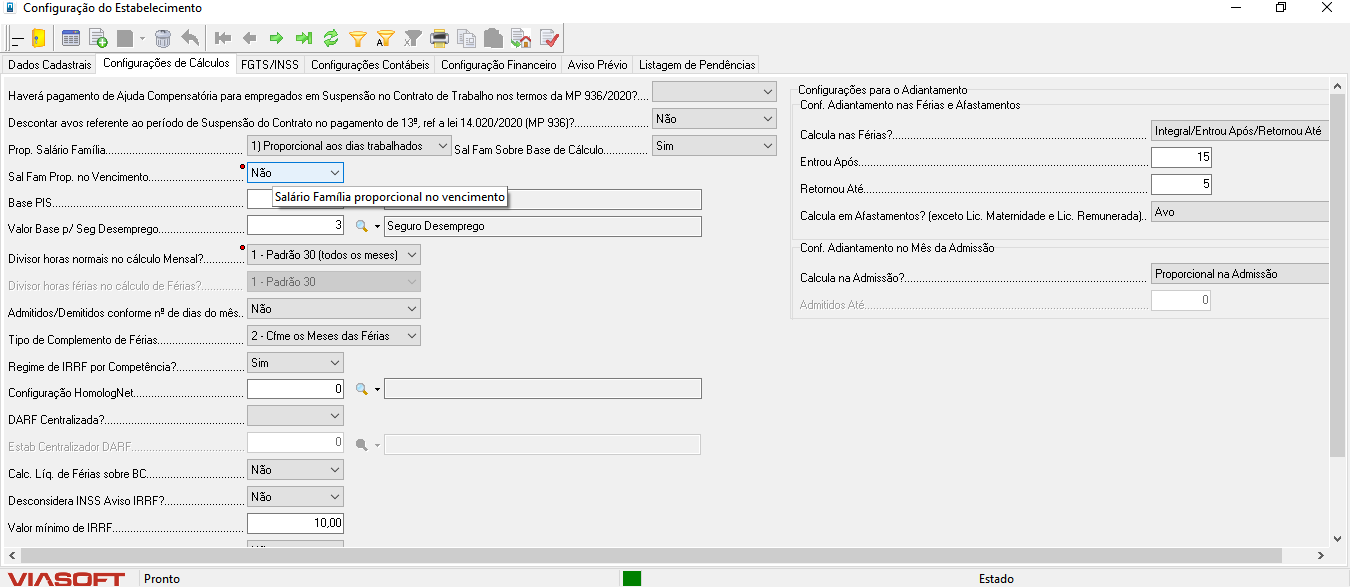 Configuração do Estabelecimento
Dados Cadastrais Configurações de Cálculos FGTS/INSS Configurações Contábeis Configuração Financeiro Aviso Prévio Listagem de Pendências
Haverá pagamento de Ajuda Compensatória para empregados em Suspensão no Contrato de Trabalho nos termos da MP 936/2020?....
Descontar avos referente ao período de Suspensão do Contrato no pagamento de 13º, ref a lei 14.020/2020 (MP 936)?..... Não
Prop. Salário Família..... 1) Proporcional aos dias trabalhados Sal Fam Sobre Base de Cálculo..... Sim
Sal Fam Prop. no Vencimento..... Não
Salário Família proporcional no vencimento
Base PIS.....
Valor Base p/ Seg Desemprego..... 3 Seguro Desemprego
Divisor horas normais no cálculo Mensal?..... 1 - Padrão 30 (todos os meses)
Divisor horas férias no cálculo de Férias?..... 1 - Padrão 30
Admitidos/Demitidos conforme nº de dias do mês.. Não
Tipo de Complemento de Férias..... 2 - Cfme os Meses das Férias
Regime de IRRF por Competência?..... Sim
Configuração HomologNet..... 0
DARF Centralizada?.....
Estab Centralizador DARF..... 0
Calc. Líq. de Férias sobre BC..... Não
Desconsidera INSS Aviso IRRF?..... Não
Valor mínimo de IRRF..... 10,00
Configurações para o Adiantamento
Conf. Adiantamento nas Férias e Afastamentos
Calcula nas Férias?..... Integral/Entrou Após/Retornou Até
Entrou Após..... 15
Retornou Até..... 5
Calcula em Afastamentos? (exceto Lic. Maternidade e Lic. Remunerada).. Avo
Conf. Adiantamento no Mês da Admissão
Calcula na Admissão?..... Proporcional na Admissão
Admitidos Até..... 0
VIASOFT Pronto Estado